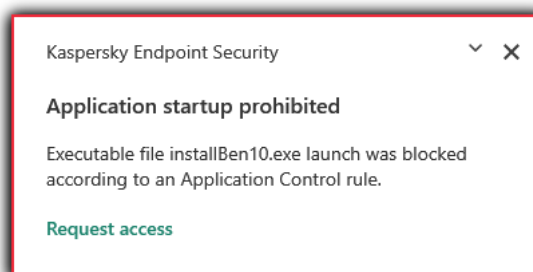 Kaspersky Endpoint Security
Application startup prohibited
Executable file installBen10.exe launch was blocked
according to an Application Control rule.
Request access